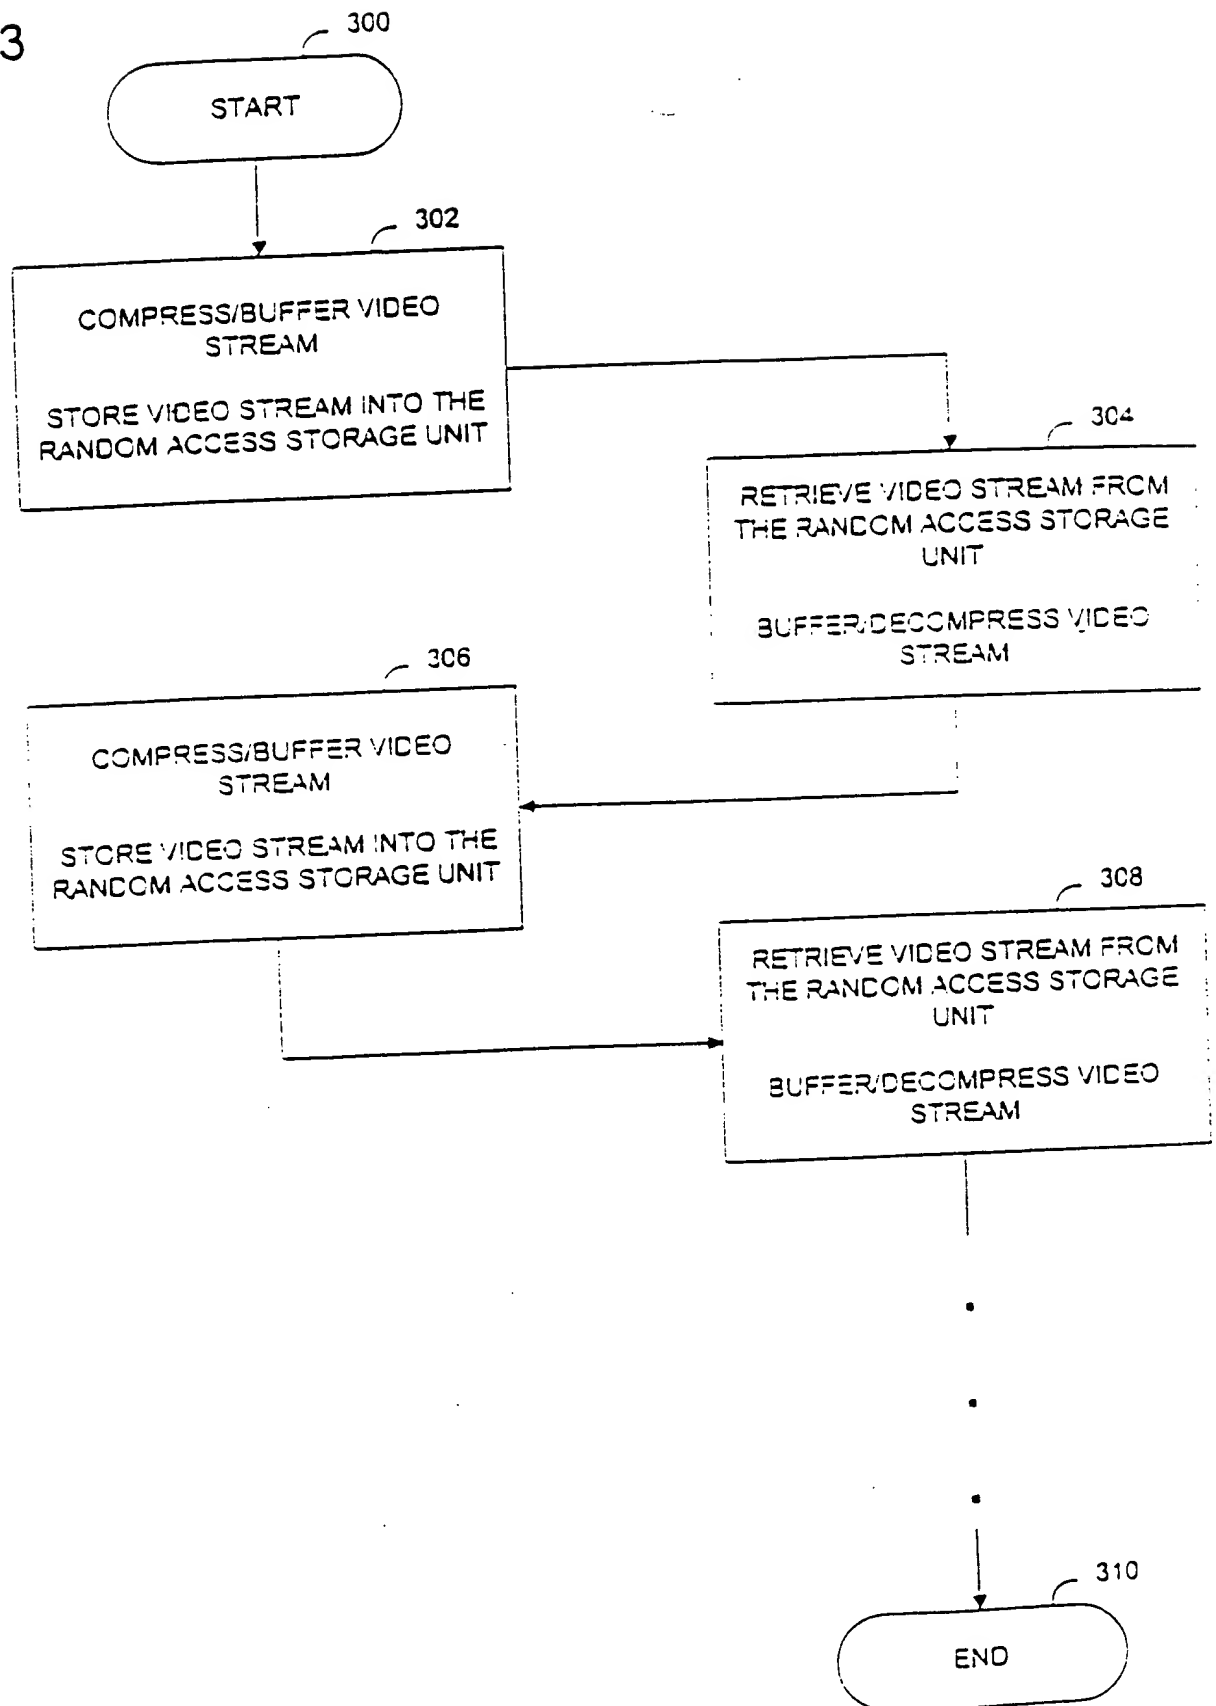 3
300
START
302
COMPRESS/BUFFER VIDEO
STREAM
STORE VIDEO STREAM INTO THE
RANDOM ACCESS STORAGE UNIT
304
RETRIEVE VIDEO STREAM FROM
THE RANDOM ACCESS STORAGE
UNIT
BUFFER/DECOMPRESS VIDEO
STREAM
306
COMPRESS/BUFFER VIDEO
STREAM
STORE VIDEO STREAM INTO THE
RANDOM ACCESS STORAGE UNIT
308
RETRIEVE VIDEO STREAM FROM
THE RANDOM ACCESS STORAGE
UNIT
BUFFER/DECOMPRESS VIDEO
STREAM
310
END